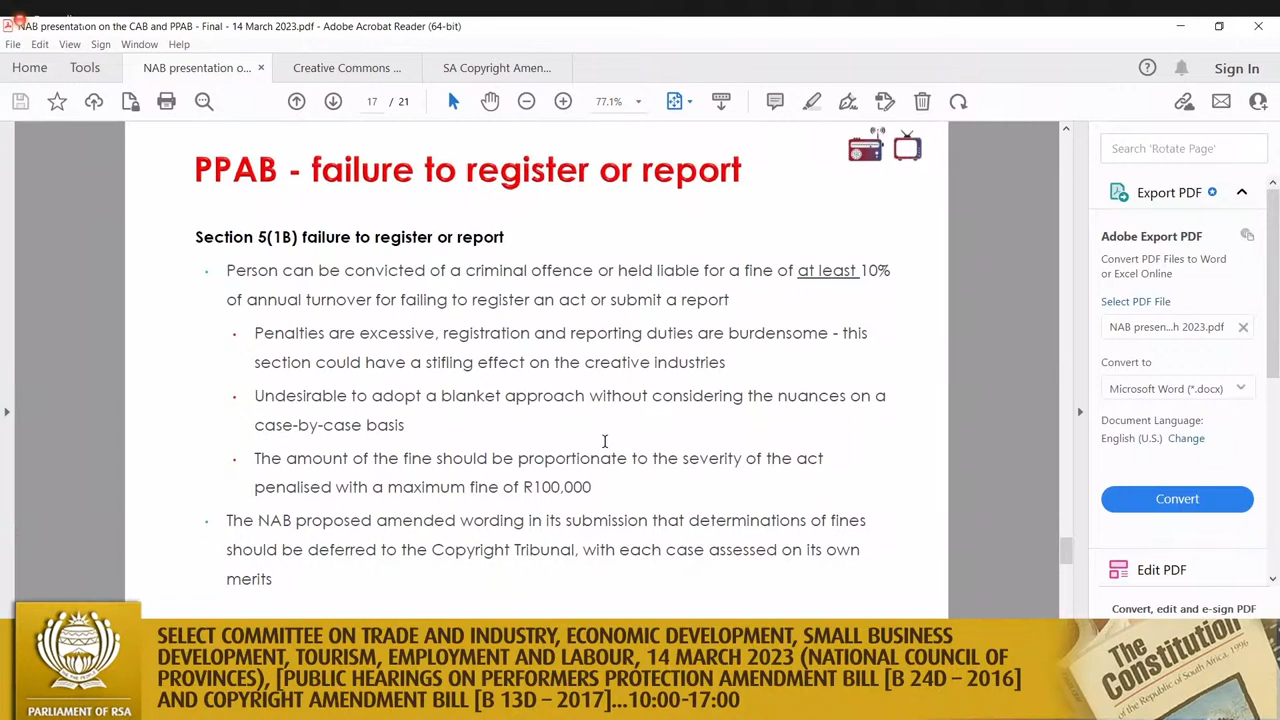 NAB presentation on the CAB and PPAB - Final - 14 March 2023.pdf - Adobe Acrobat Reader (64-bit)
File Edit View Sign Window Help
Home Tools NAB presentation o... × Creative Commons ... SA Copyright Amen... Sign In
17 / 21 77.1%
PPAB - failure to register or report
Section 5(1B) failure to register or report
Person can be convicted of a criminal offence or held liable for a fine of at least 10%
of annual turnover for failing to register an act or submit a report
Penalties are excessive, registration and reporting duties are burdensome - this
section could have a stifling effect on the creative industries
Undesirable to adopt a blanket approach without considering the nuances on a
case-by-case basis
The amount of the fine should be proportionate to the severity of the act
penalised with a maximum fine of R100,000
The NAB proposed amended wording in its submission that determinations of fines
should be deferred to the Copyright Tribunal, with each case assessed on its own
merits
Search 'Rotate Page'
Export PDF
Adobe Export PDF
Convert PDF Files to Word
or Excel Online
Select PDF File
NAB presen...h 2023.pdf
Convert to
Microsoft Word (*.docx)
Document Language:
English (U.S.) Change
Convert
Edit PDF
Convert, edit and e-sign PDF
PARLIAMENT OF RSA
SELECT COMMITTEE ON TRADE AND INDUSTRY, ECONOMIC DEVELOPMENT, SMALL BUSINESS
DEVELOPMENT, TOURISM, EMPLOYMENT AND LABOUR, 14 MARCH 2023 (NATIONAL COUNCIL OF
PROVINCES), [PUBLIC HEARINGS ON PERFORMERS PROTECTION AMENDMENT BILL [B 24D – 2016]
AND COPYRIGHT AMENDMENT BILL [B 13D – 2017]...10:00-17:00
The
Constitution
of the Republic of South Africa, 1996